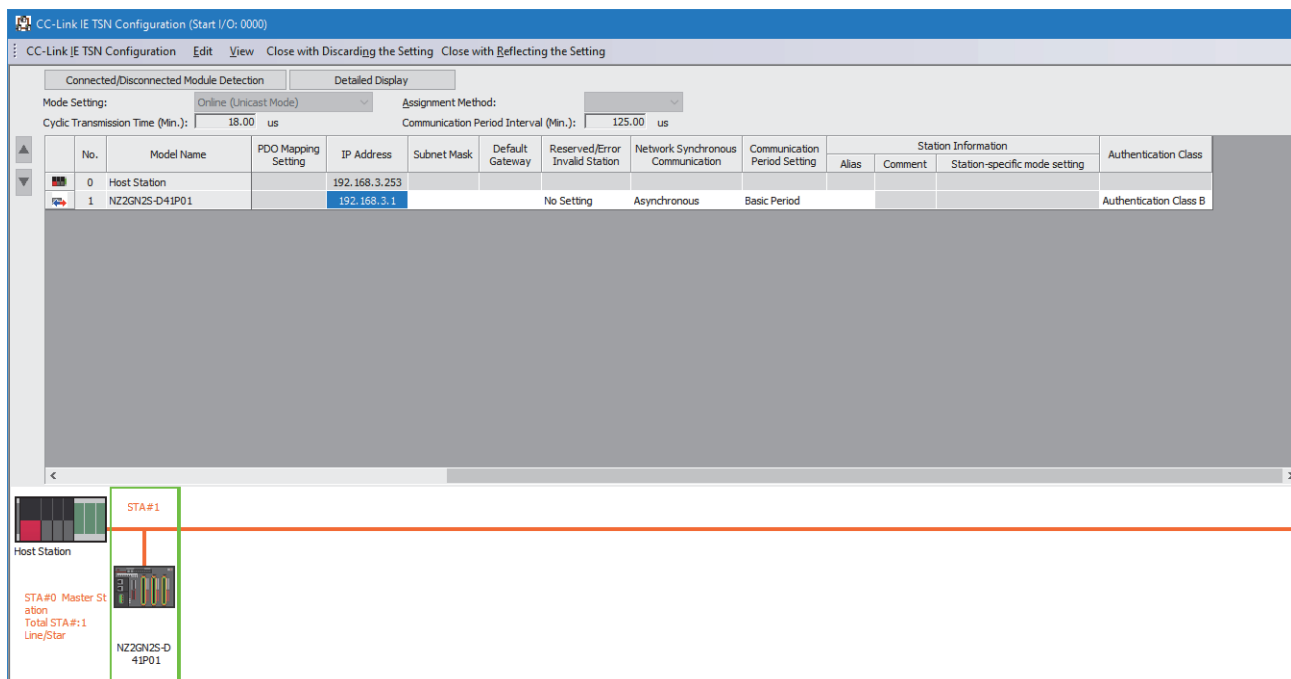 CC-Link IE TSN Configuration (Start I/O: 0000)
CC-Link IE TSN Configuration Edit View Close with Discarding the Setting Close with Reflecting the Setting
Connected/Disconnected Module Detection Detailed Display
Mode Setting: Online (Unicast Mode) Assignment Method:
Cyclic Transmission Time (Min.): 18.00 us Communication Period Interval (Min.): 125.00 us
No. Model Name PDO Mapping Setting IP Address Subnet Mask Default Gateway Reserved/Error Invalid Station Network Synchronous Communication Communication Period Setting Station Information Authentication Class
Alias Comment Station-specific mode setting
0 Host Station 192.168.3.253
1 NZ2GN2S-D41P01 192.168.3.1 No Setting Asynchronous Basic Period Authentication Class B
STA#1
Host Station
STA#0 Master St
ation
Total STA#:1
Line/Star
NZ2GN2S-D
41P01